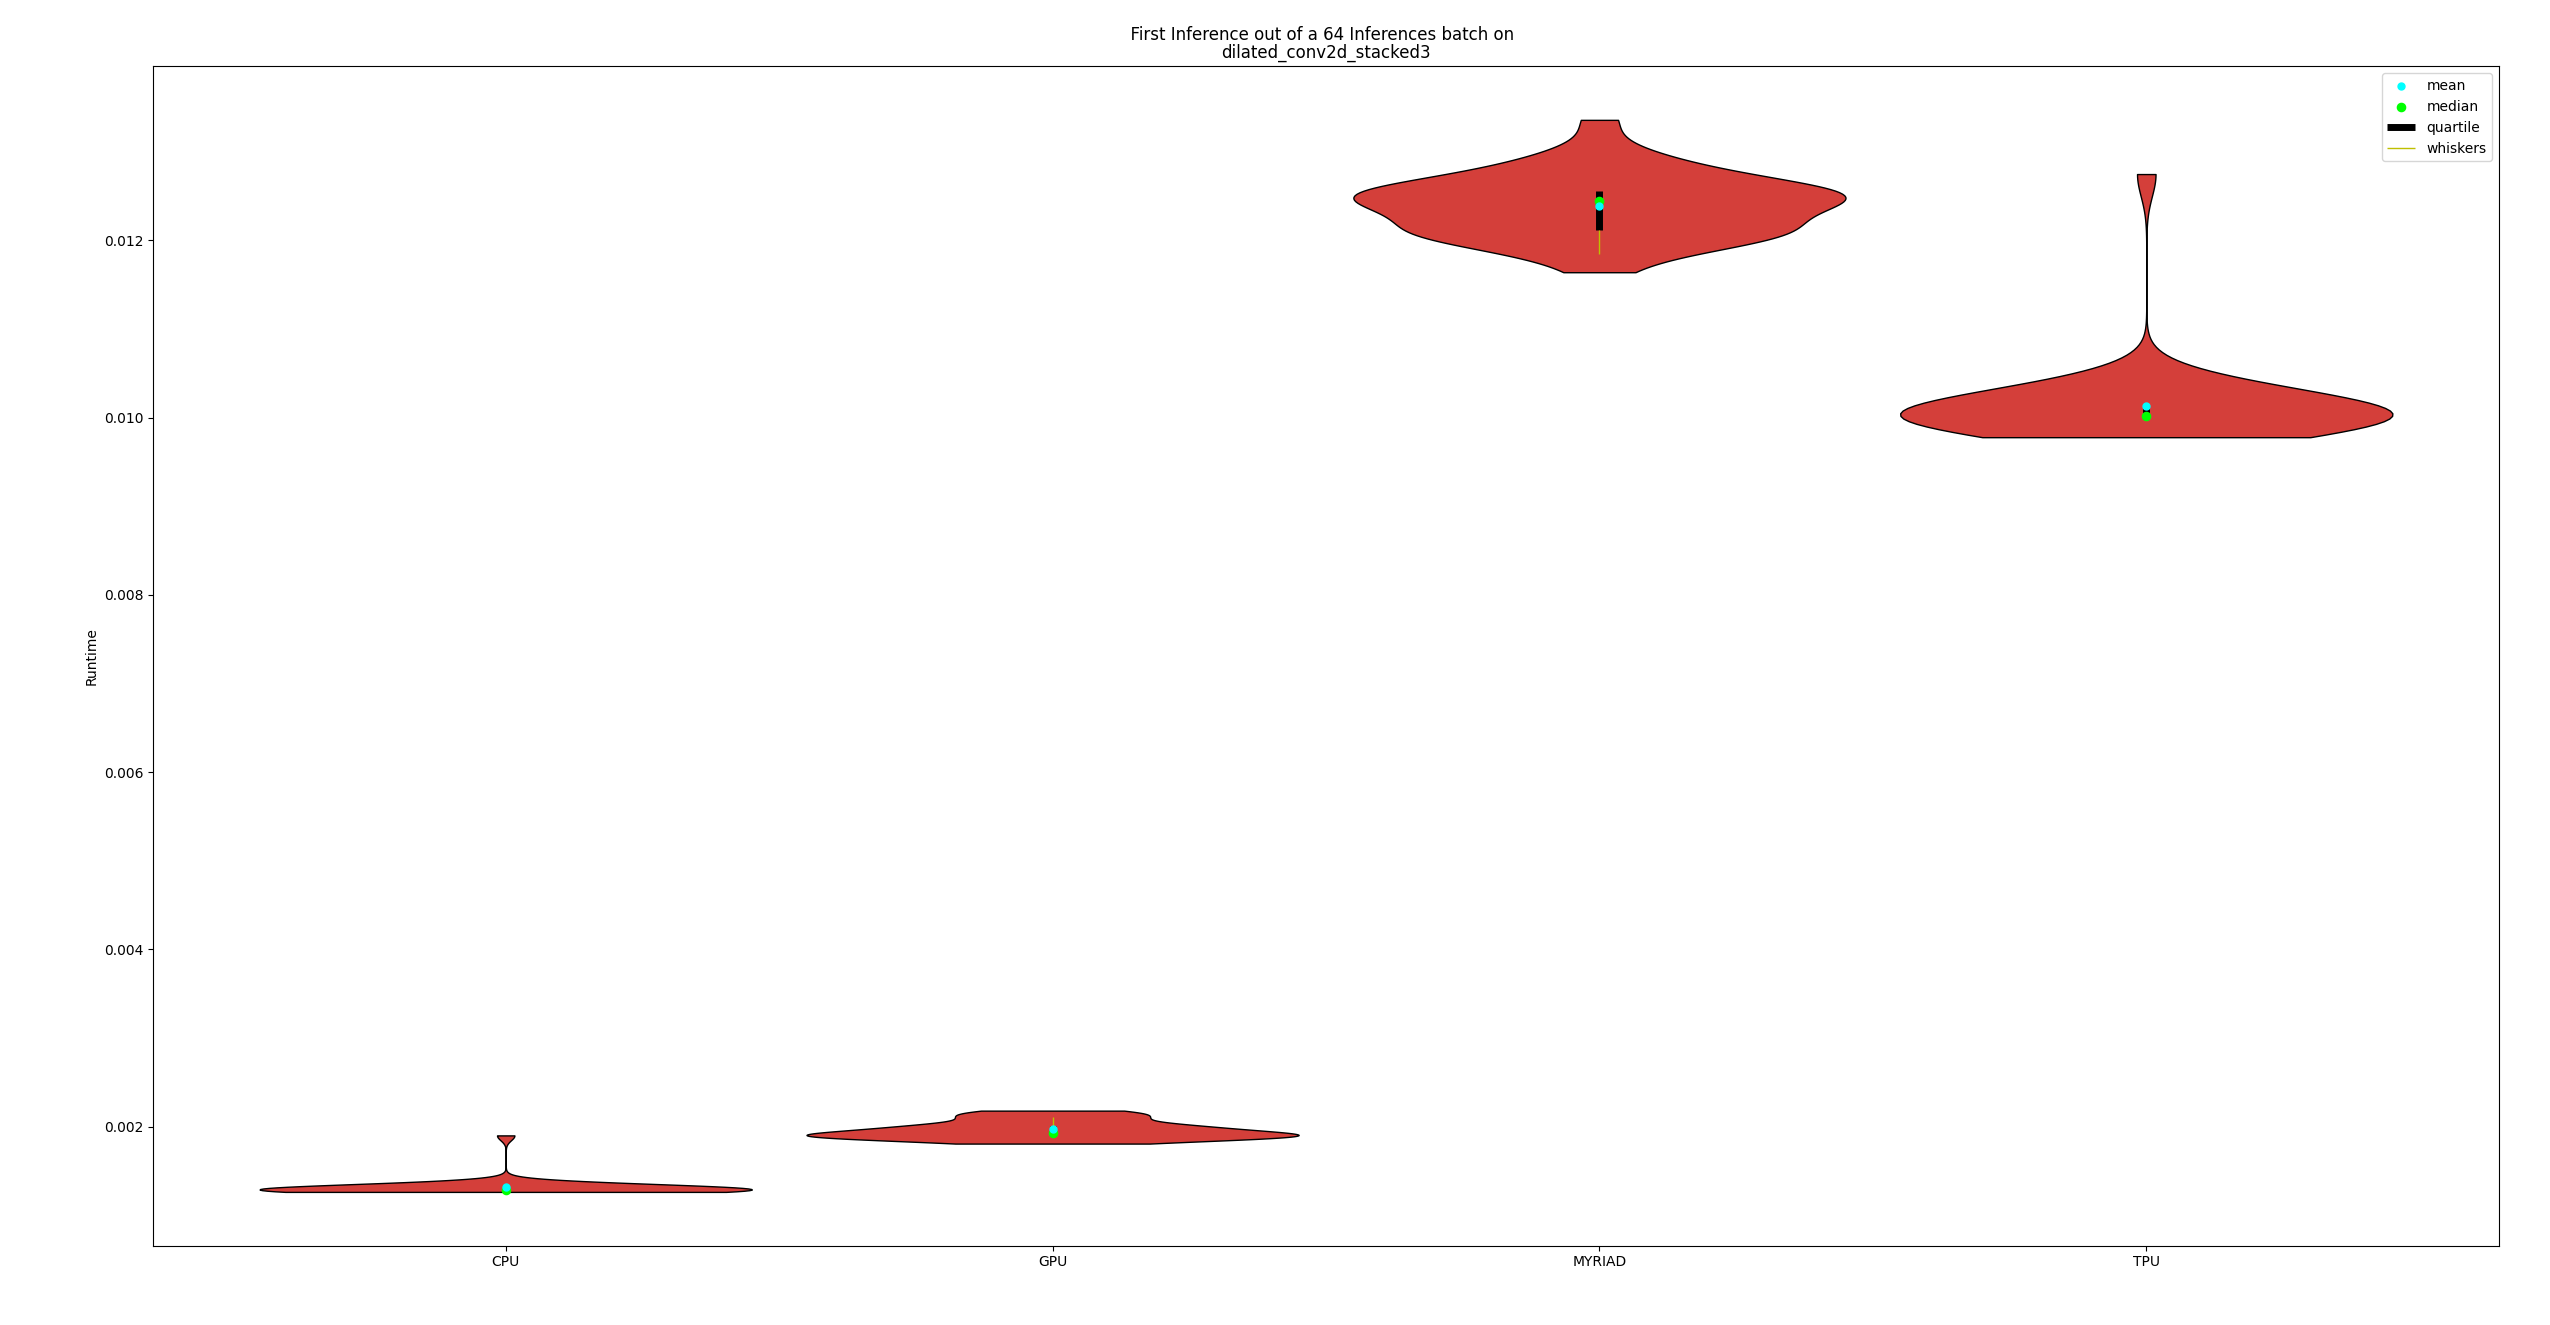 First Inference out of a 64 Inferences batch on
dilated_conv2d_stacked3
mean
median
quartile
whiskers
0.012
0.010
0.008
0.006
0.004
0.002
Runtime
CPU
GPU
MYRIAD
TPU